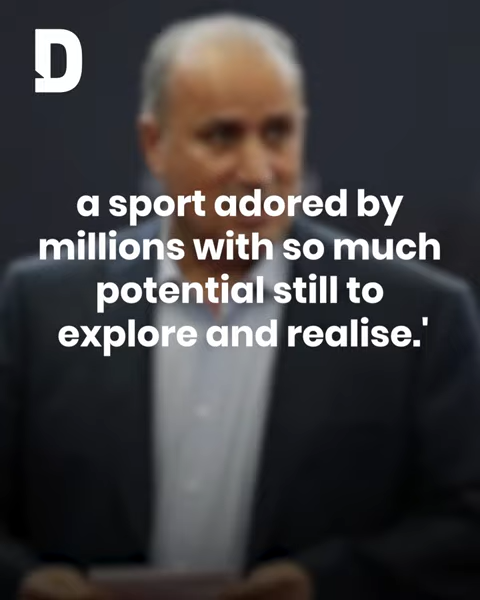 D
a sport adored by
millions with so much
potential still to
explore and realise.'